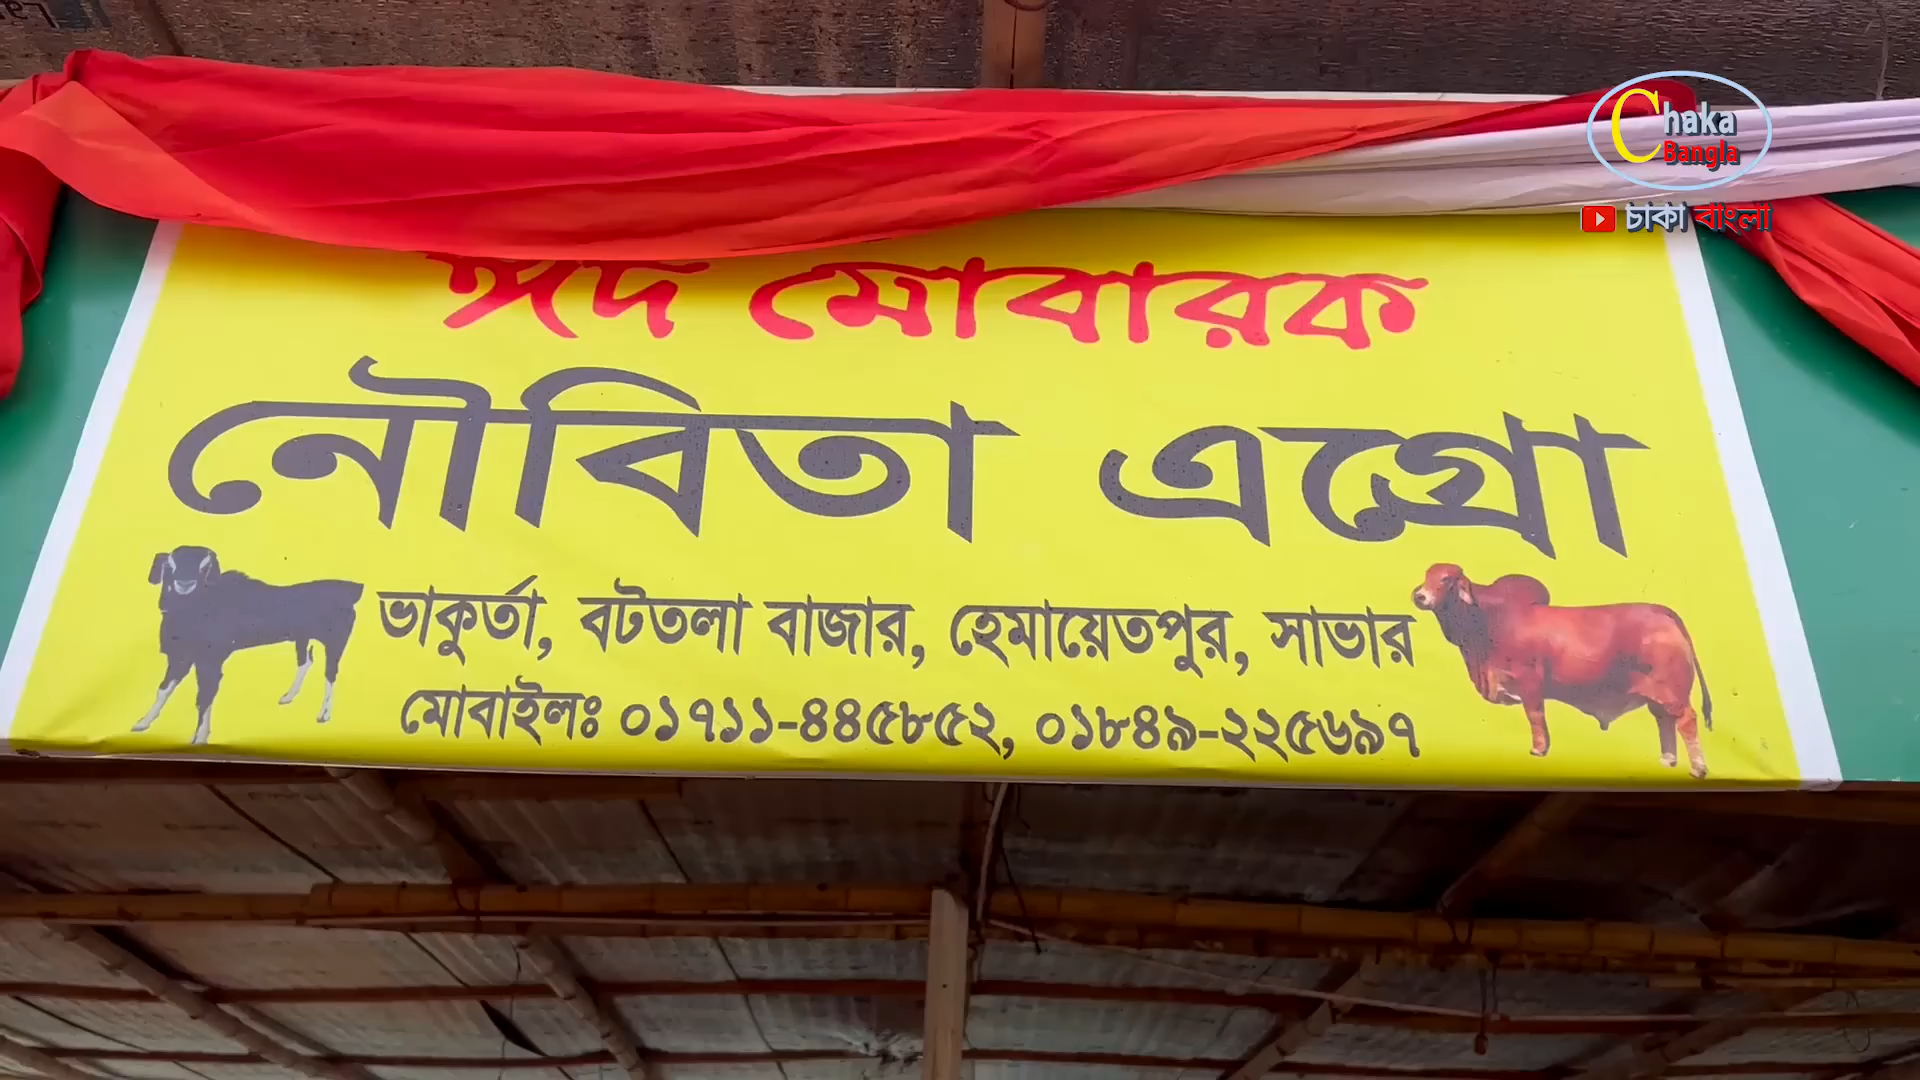 Chaka
Bangla
চাকা বাংলা
ঈদ মোবারক
নৌবিতা এগ্রো
ভাকুর্তা, বটতলা বাজার, হেমায়েতপুর, সাভার
মোবাইলঃ ০১৭১১-৪৪৫৮৫২, ০১৮৪৯-২২৫৬৯৭